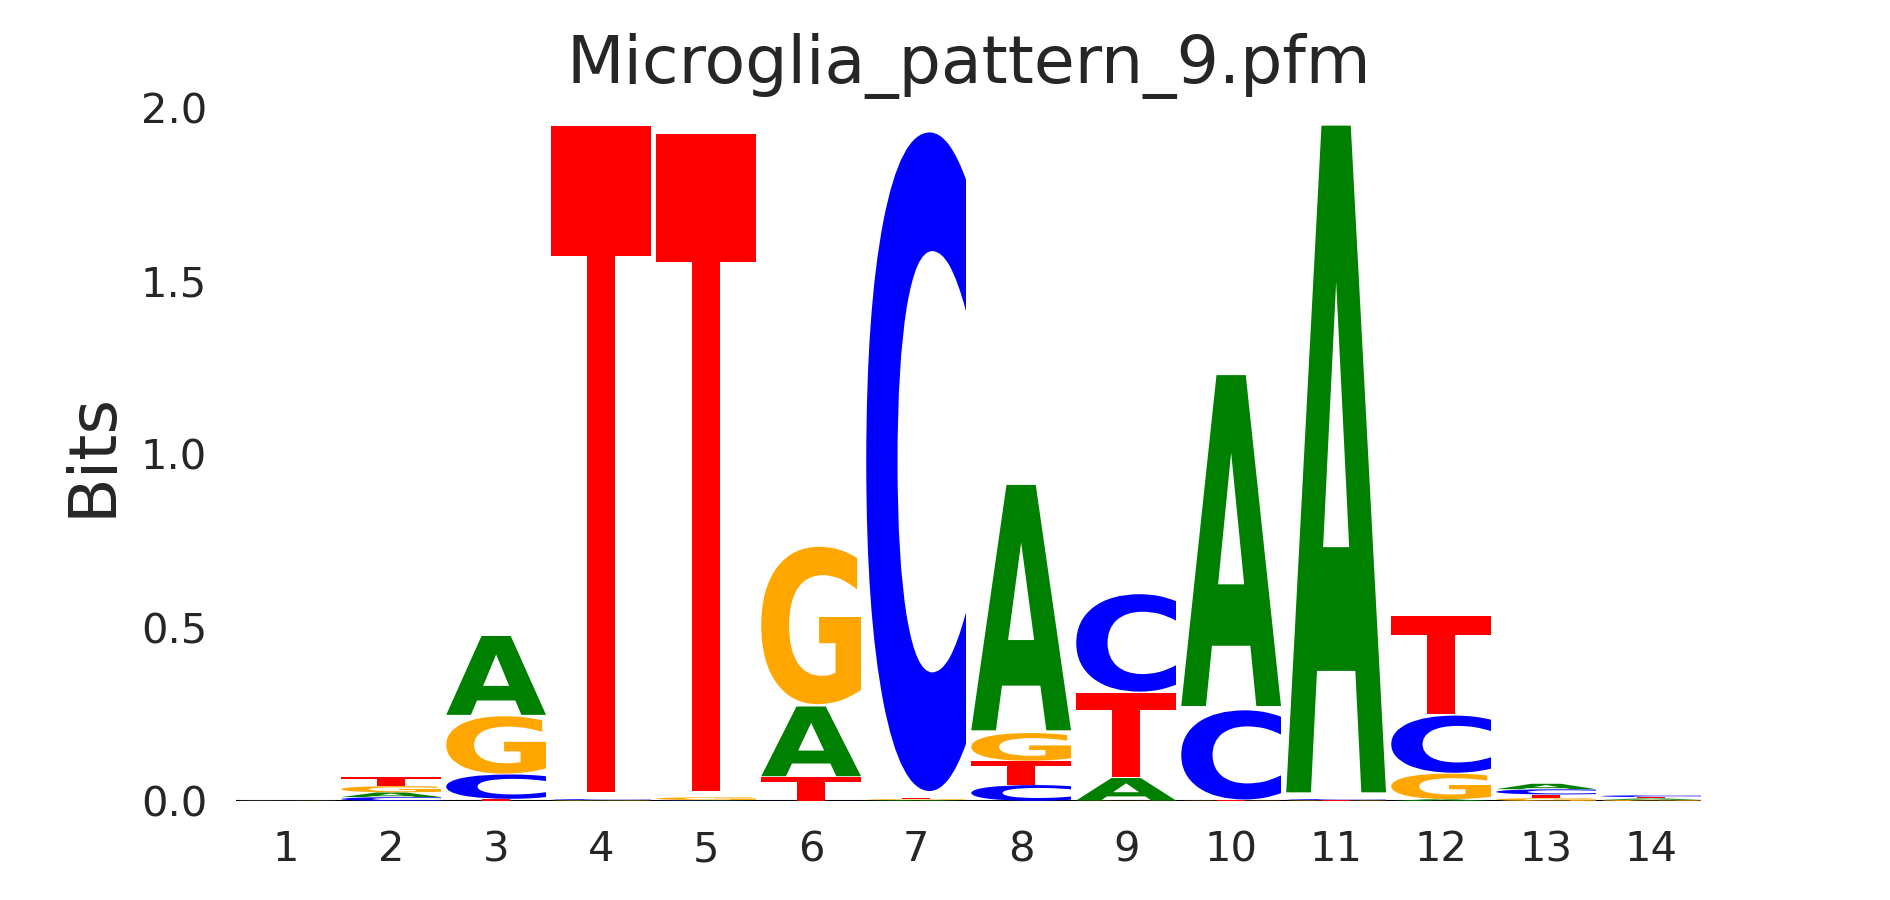 Microglia_pattern_9.pfm
2.0
1.5
1.0
0.5
0.0
Bits
1 2 3 4 5 6 7 8 9 10 11 12 13 14
T G A C
A G C T
T
T
G A T
C
A G T C
C T A
A C
A
T C G
A C T G